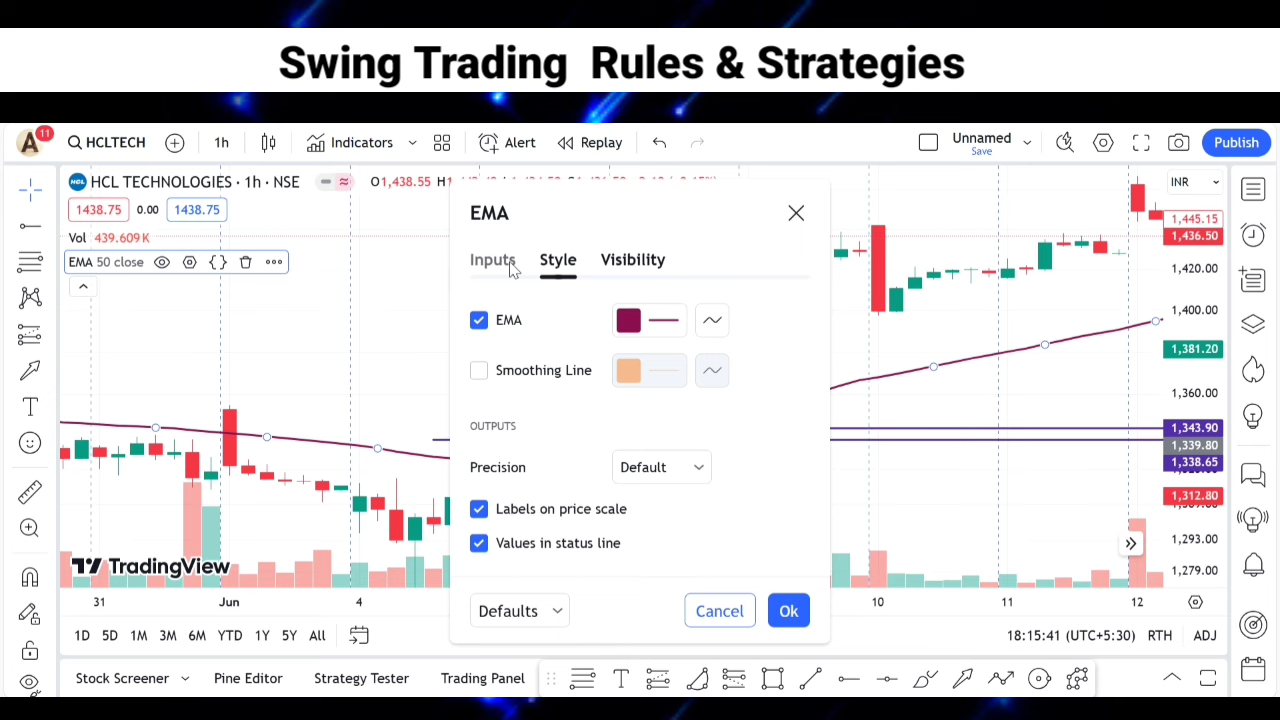 Swing Trading Rules & Strategies
A 11 HCLTECH 1h Indicators Alert Replay Unnamed Save Publish
HCL TECHNOLOGIES · 1h · NSE O1,438.55 H1
INR
1438.75 0.00 1438.75
Vol 439.609K
EMA 50 close
EMA
Inputs Style Visibility
EMA
Smoothing Line
OUTPUTS
Precision Default
Labels on price scale
Values in status line
Defaults Cancel Ok
1,445.15
1,436.50
1,420.00
1,400.00
1,381.20
1,360.00
1,343.90
1,339.80
1,338.65
1,312.80
1,293.00
1,279.00
TradingView
31 Jun 4 10 11 12
1D 5D 1M 3M 6M YTD 1Y 5Y All 18:15:41 (UTC+5:30) RTH ADJ
Stock Screener Pine Editor Strategy Tester Trading Panel